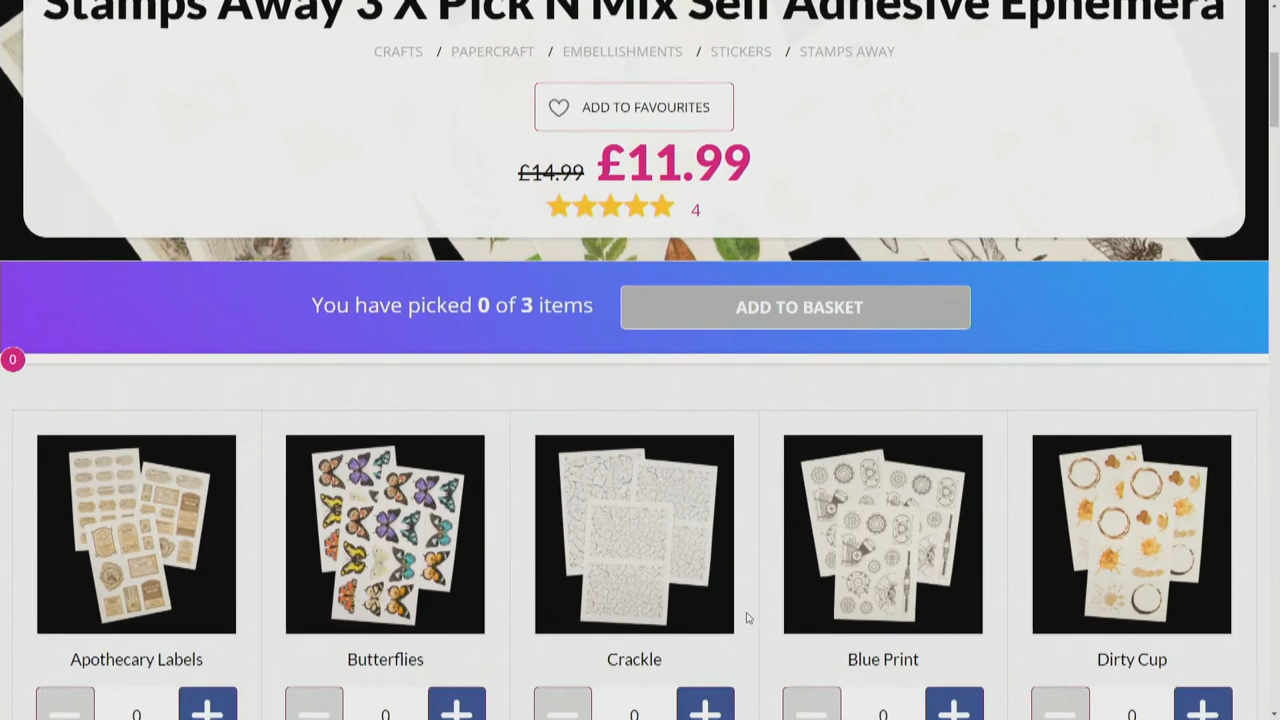 Stamps Away 3 X Pick N Mix Self Adhesive Ephemera
CRAFTS / PAPERCRAFT / EMBELLISHMENTS / STICKERS / STAMPS AWAY
ADD TO FAVOURITES
£14.99 £11.99
4
You have picked 0 of 3 items
ADD TO BASKET
0
Apothecary Labels
Butterflies
Crackle
Blue Print
Dirty Cup
0
0
0
0
0